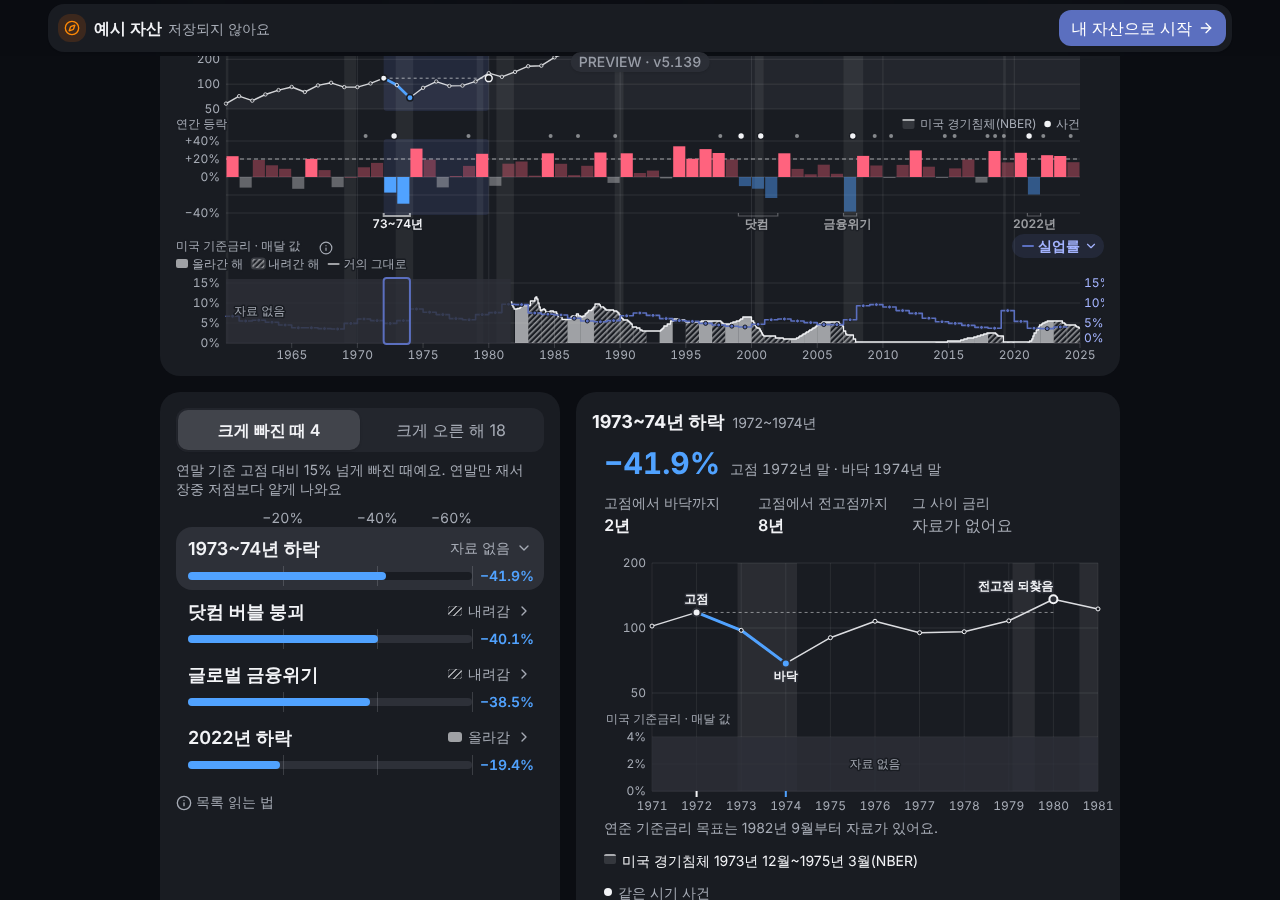 예시 자산 저장되지 않아요
내 자산으로 시작
PREVIEW · v5.139
200
100
50
연간 등락
미국 경기침체(NBER) 사건
+40%
+20%
0%
−40%
73~74년
닷컴
금융위기
2022년
미국 기준금리 · 매달 값
실업률
올라간 해 내려간 해 거의 그대로
15%
10%
5%
0%
자료 없음
15%
10%
5%
0%
1965 1970 1975 1980 1985 1990 1995 2000 2005 2010 2015 2020 2025
크게 빠진 때 4
크게 오른 해 18
연말 기준 고점 대비 15% 넘게 빠진 때예요. 연말만 재서
장중 저점보다 얕게 나와요
−20% −40% −60%
1973~74년 하락
자료 없음
−41.9%
닷컴 버블 붕괴
내려감
−40.1%
글로벌 금융위기
내려감
−38.5%
2022년 하락
올라감
−19.4%
목록 읽는 법
1973~74년 하락 1972~1974년
−41.9% 고점 1972년 말 · 바닥 1974년 말
고점에서 바닥까지
2년
고점에서 전고점까지
8년
그 사이 금리
자료가 없어요
200
100
50
고점
바닥
전고점 되찾음
미국 기준금리 · 매달 값
4%
2%
0%
자료 없음
1971 1972 1973 1974 1975 1976 1977 1978 1979 1980 1981
연준 기준금리 목표는 1982년 9월부터 자료가 있어요.
미국 경기침체 1973년 12월~1975년 3월(NBER)
같은 시기 사건